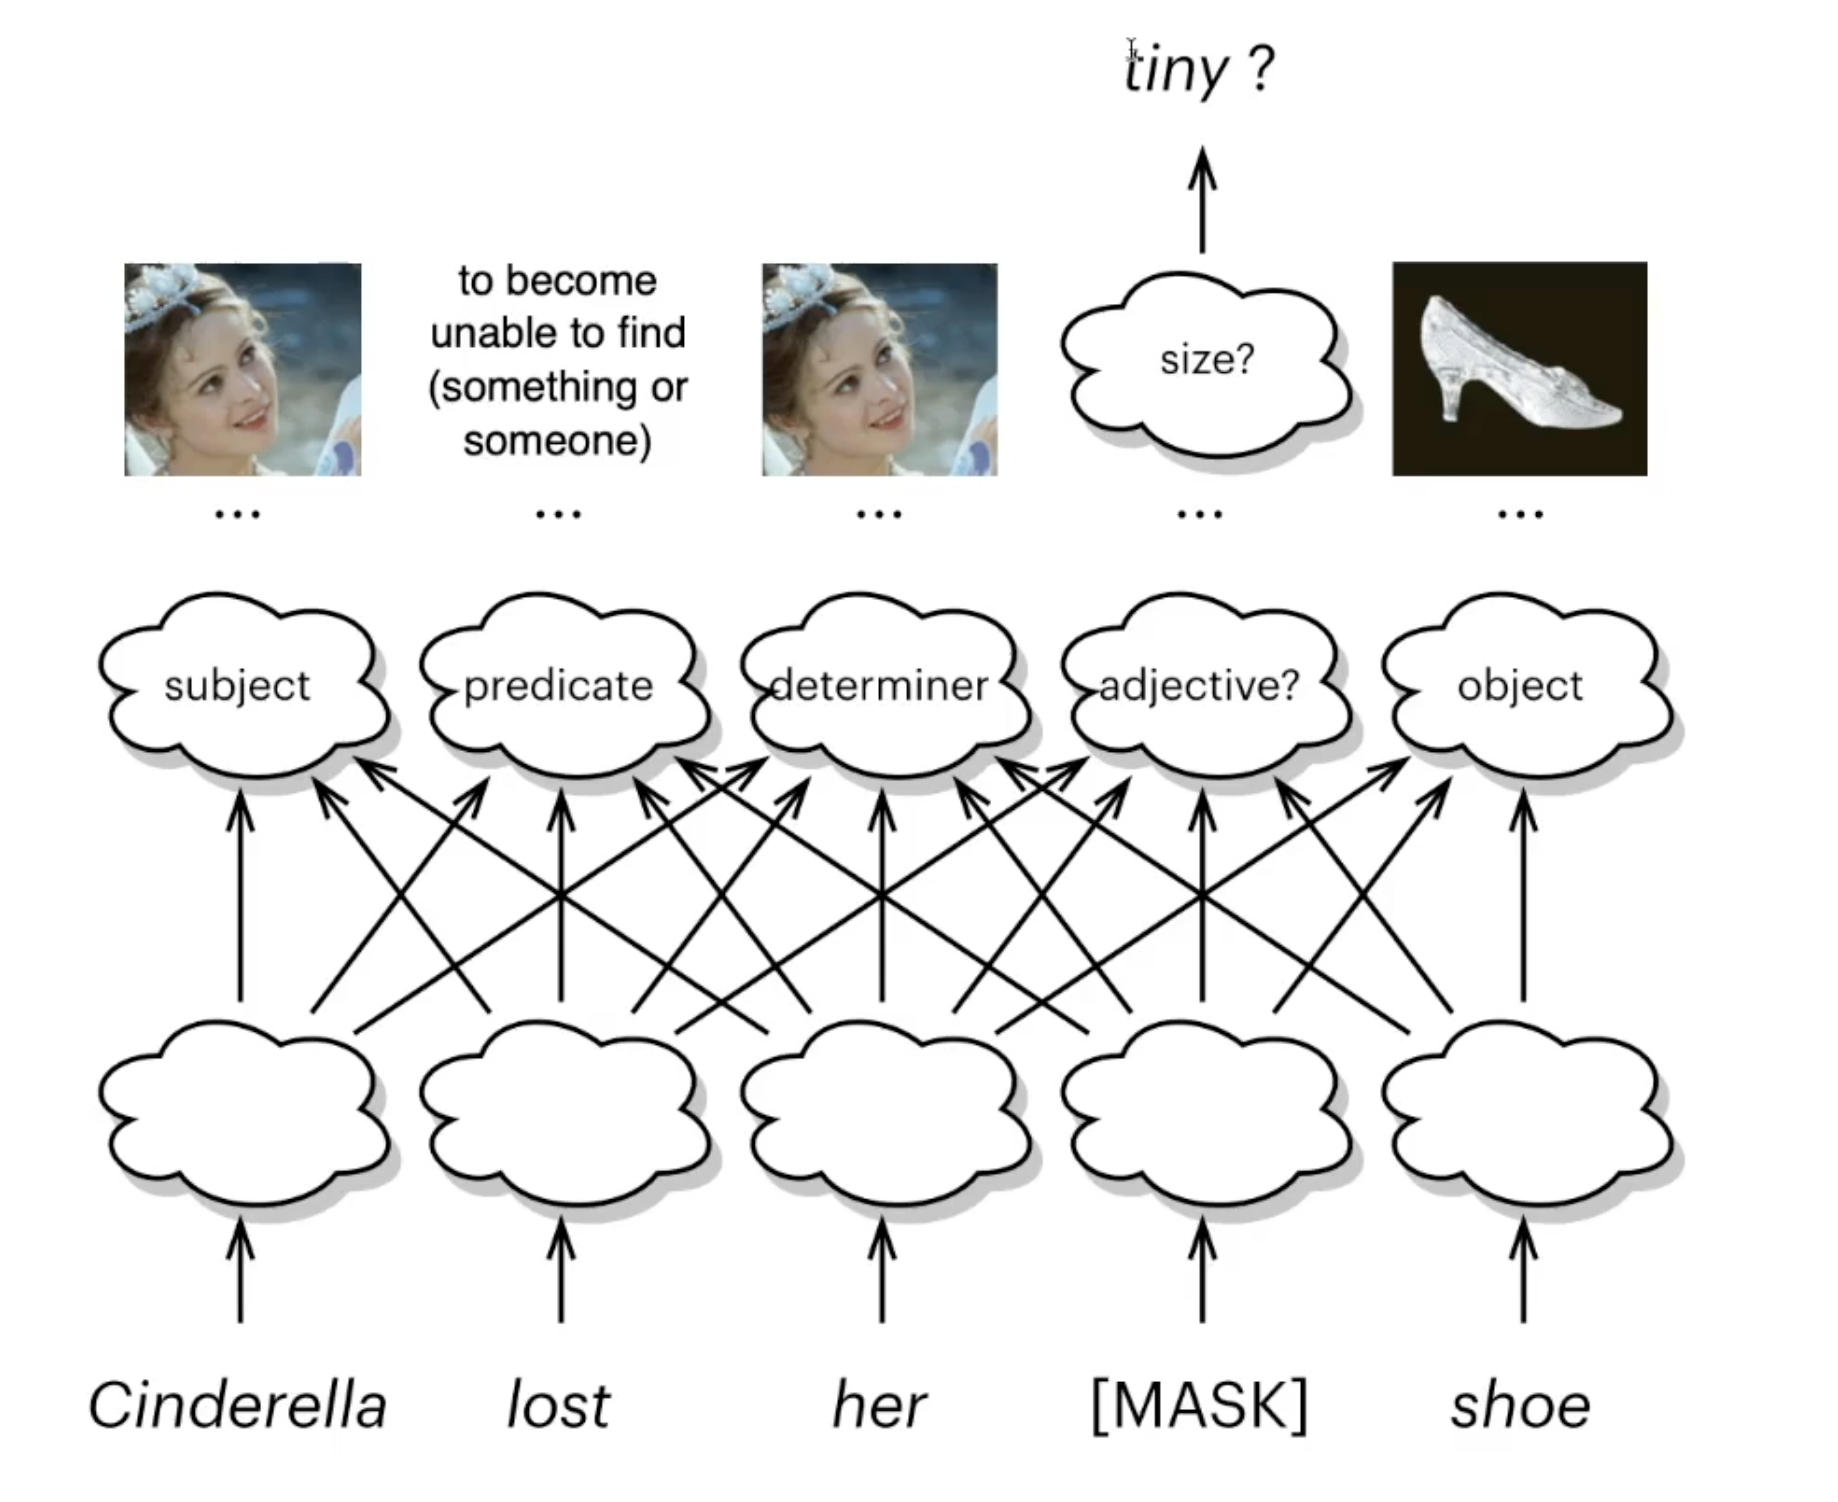 tiny ?
to become
unable to find
(something or
someone)
size?
...
...
...
...
...
subject
predicate
determiner
adjective?
object
Cinderella
lost
her
[MASK]
shoe